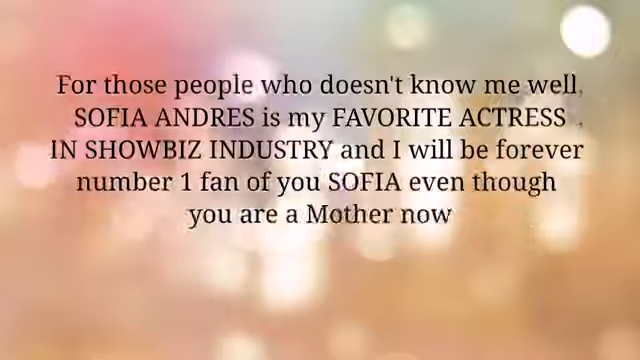 For those people who doesn't know me well,
SOFIA ANDRES is my FAVORITE ACTRESS
IN SHOWBIZ INDUSTRY and I will be forever
number 1 fan of you SOFIA even though
you are a Mother now